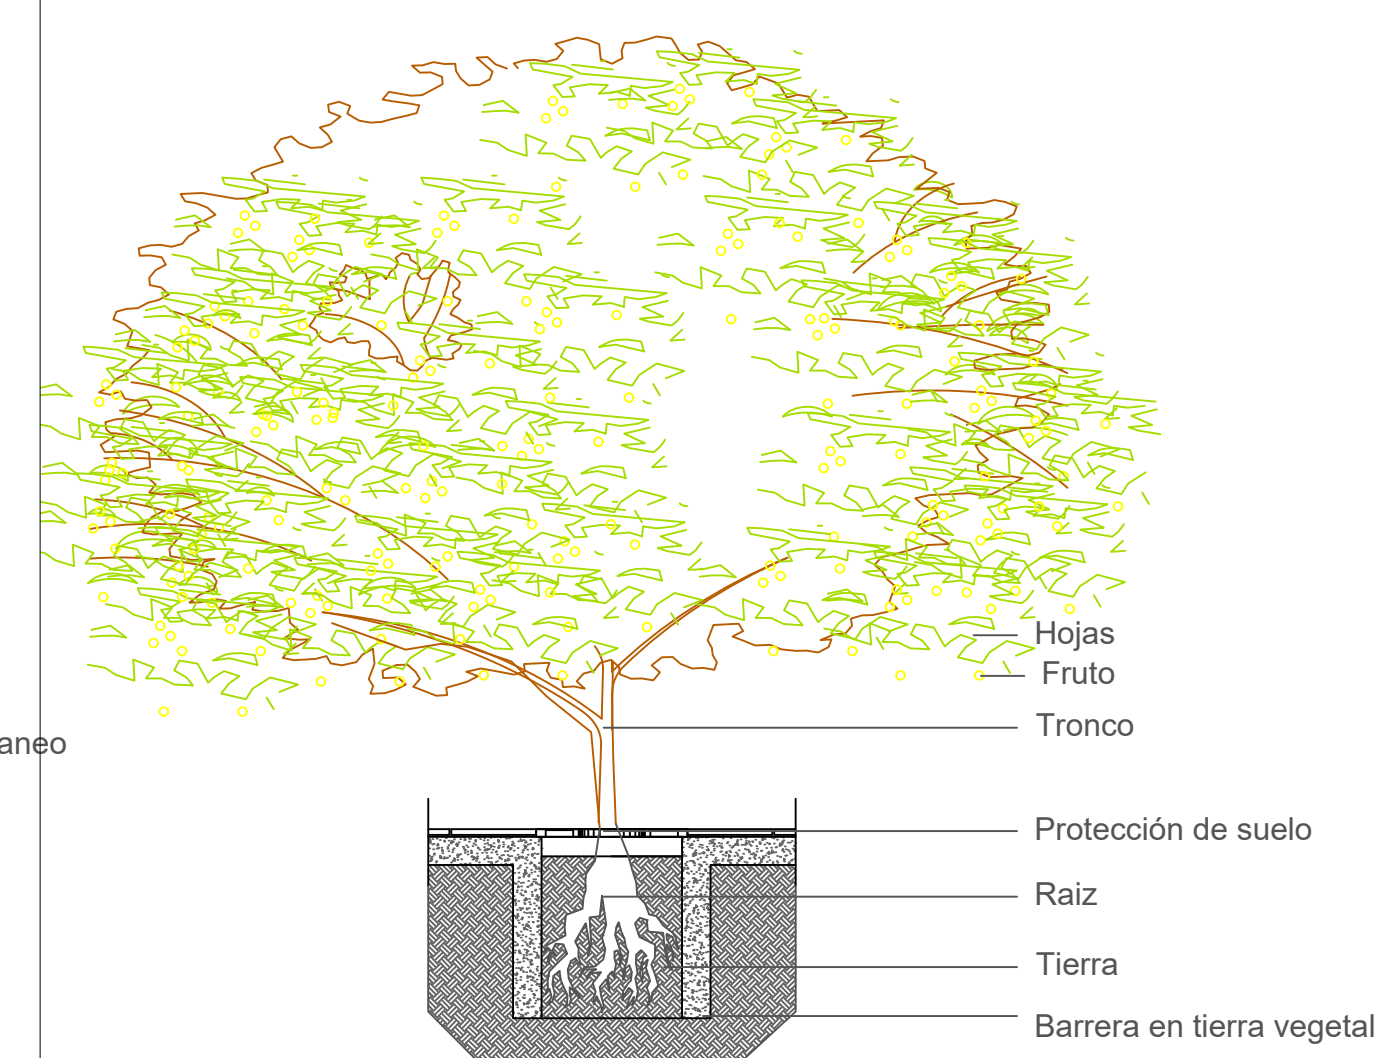 Hojas
Fruto
Tronco
aneo
Protección de suelo
Raiz
Tierra
Barrera en tierra vegetal